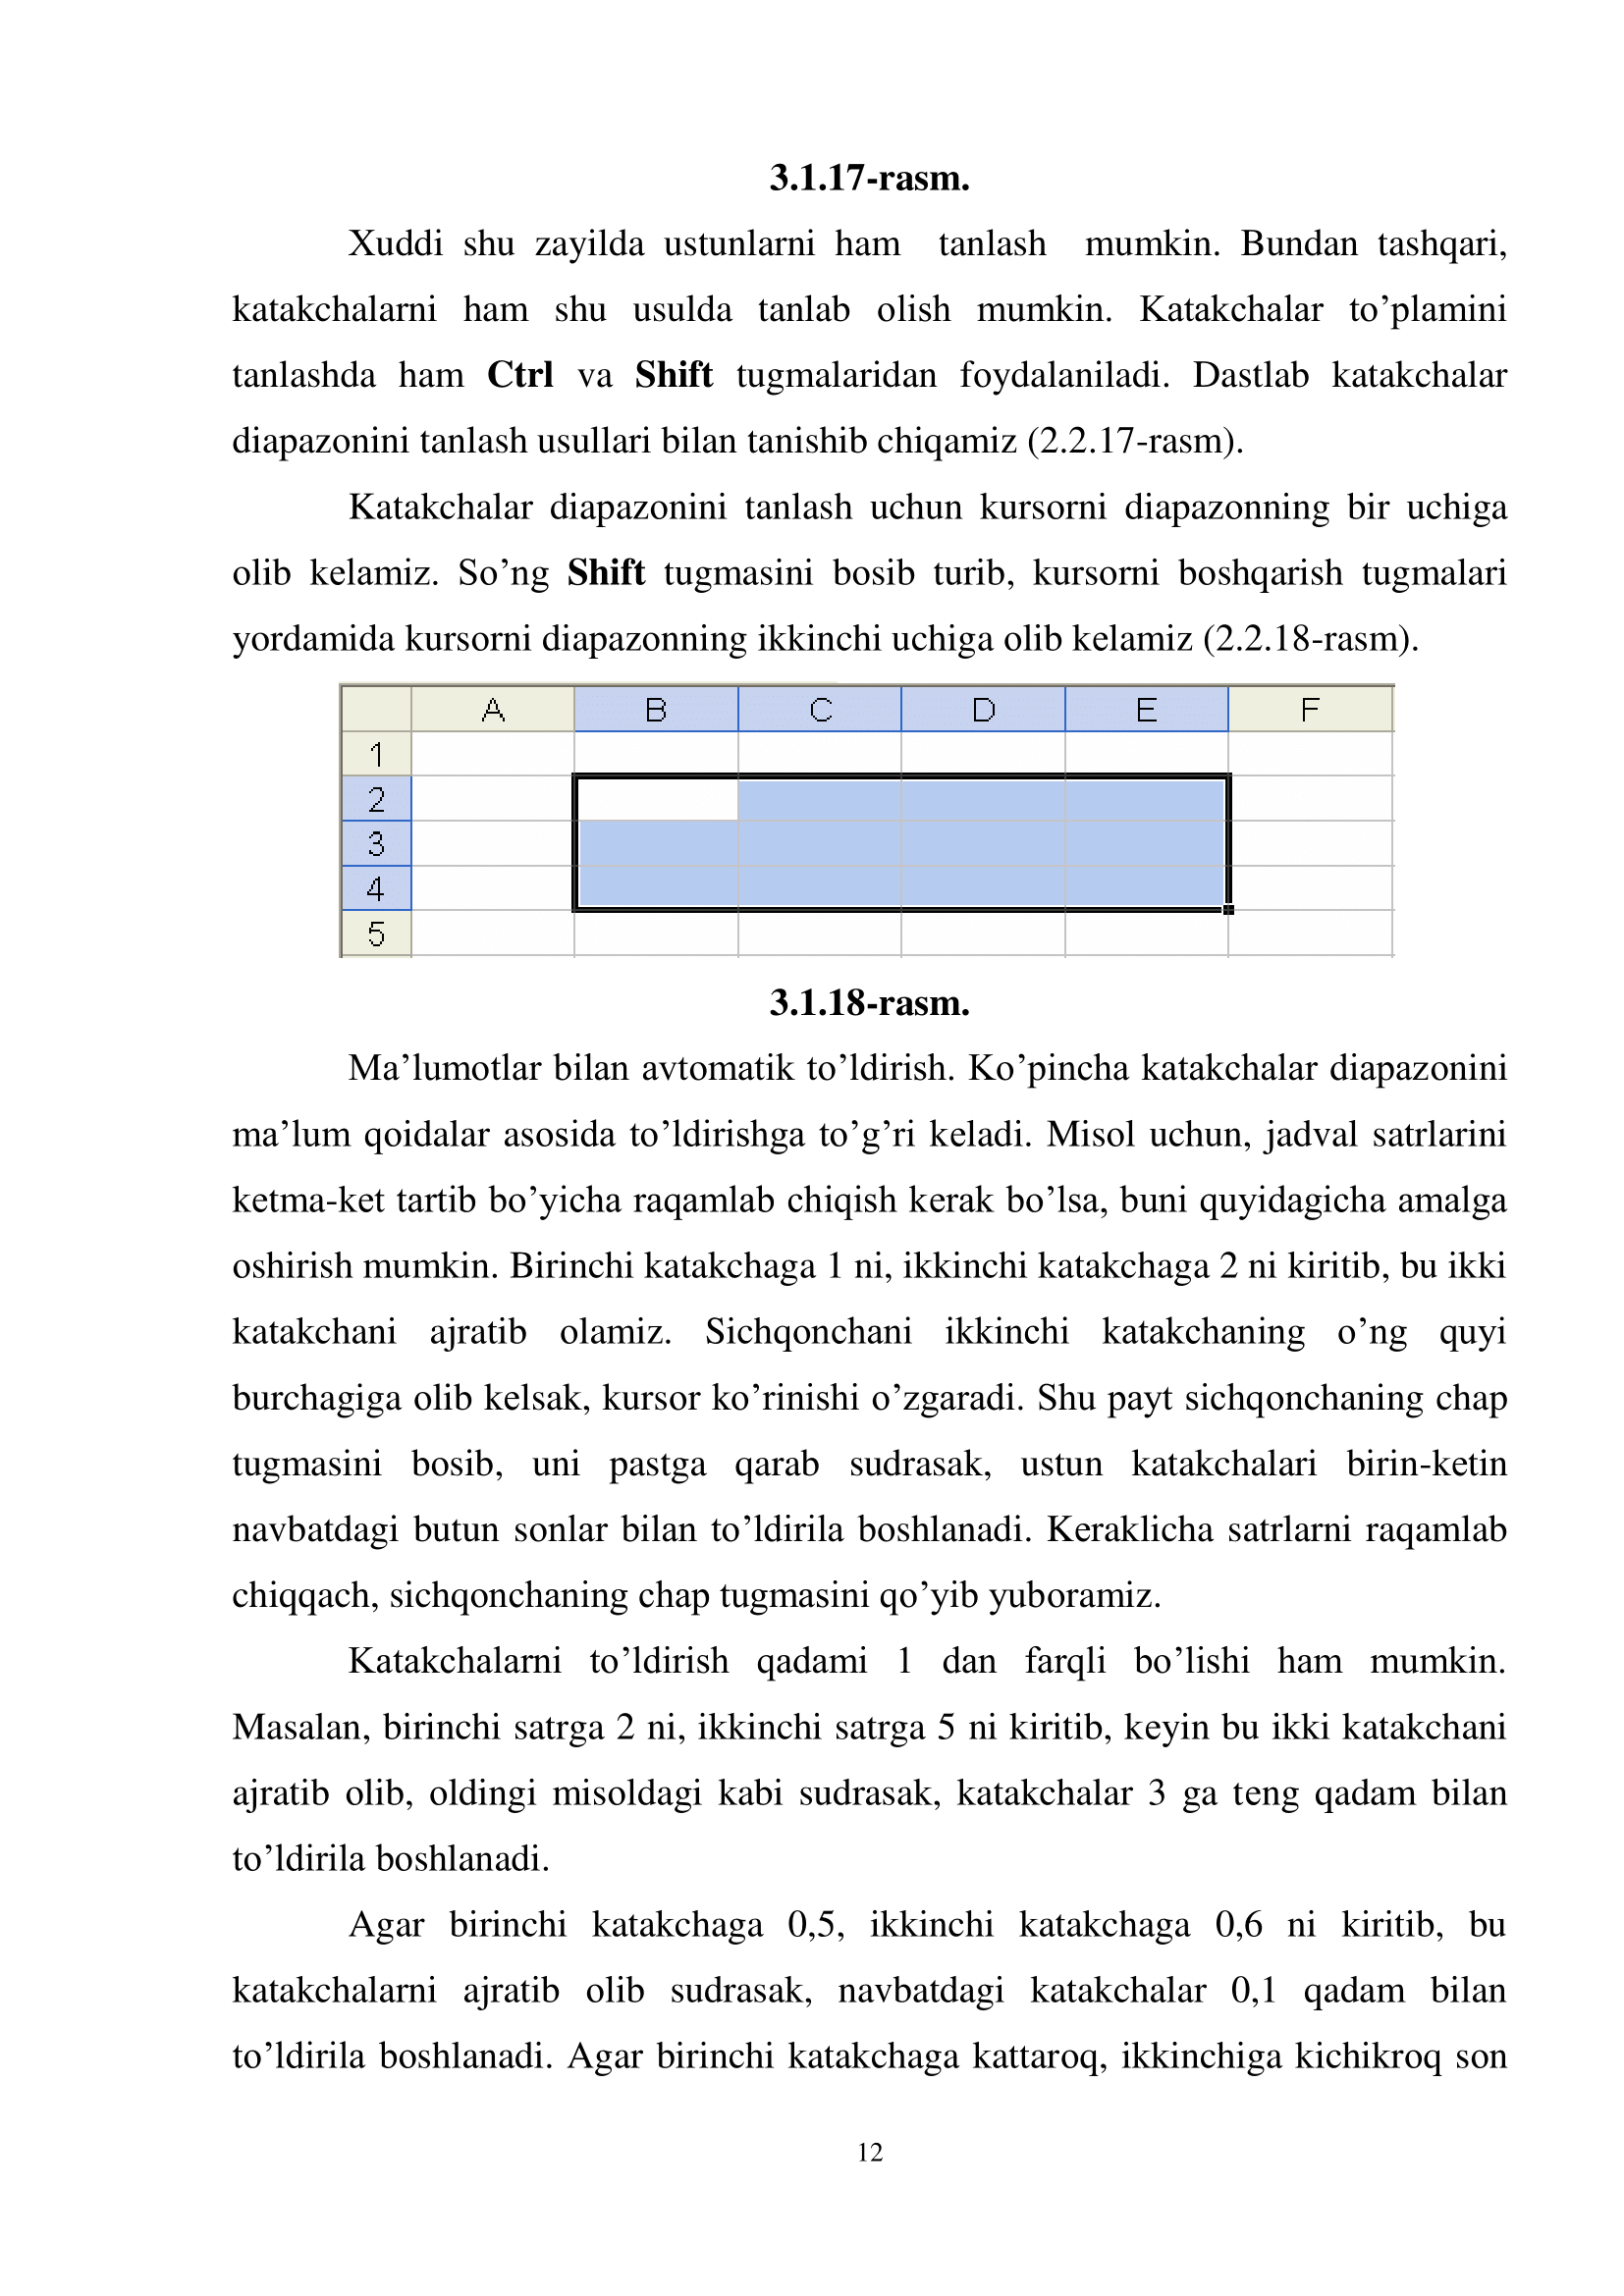 3.1.17-rasm.
Xuddi shu zayilda ustunlarni ham tanlash mumkin. Bundan tashqari,
katakchalarni ham shu usulda tanlab olish mumkin. Katakchalar to’plamini
tanlashda ham Ctrl va Shift tugmalaridan foydalaniladi. Dastlab katakchalar
diapazonini tanlash usullari bilan tanishib chiqamiz (2.2.17-rasm).
Katakchalar diapazonini tanlash uchun kursorni diapazonning bir uchiga
olib kelamiz. So’ng Shift tugmasini bosib turib, kursorni boshqarish tugmalari
yordamida kursorni diapazonning ikkinchi uchiga olib kelamiz (2.2.18-rasm).
A B C D E F
1
2
3
4
5
3.1.18-rasm.
Ma’lumotlar bilan avtomatik to’ldirish. Ko’pincha katakchalar diapazonini
ma’lum qoidalar asosida to’ldirishga to’g’ri keladi. Misol uchun, jadval satrlarini
ketma-ket tartib bo’yicha raqamlab chiqish kerak bo’lsa, buni quyidagicha amalga
oshirish mumkin. Birinchi katakchaga 1 ni, ikkinchi katakchaga 2 ni kiritib, bu ikki
katakchani ajratib olamiz. Sichqonchani ikkinchi katakchaning o’ng quyi
burchagiga olib kelsak, kursor ko’rinishi o’zgaradi. Shu payt sichqonchaning chap
tugmasini bosib, uni pastga qarab sudrasak, ustun katakchalari birin-ketin
navbatdagi butun sonlar bilan to’ldirila boshlanadi. Keraklicha satrlarni raqamlab
chiqqach, sichqonchaning chap tugmasini qo’yib yuboramiz.
Katakchalarni to’ldirish qadami 1 dan farqli bo’lishi ham mumkin.
Masalan, birinchi satrga 2 ni, ikkinchi satrga 5 ni kiritib, keyin bu ikki katakchani
ajratib olib, oldingi misoldagi kabi sudrasak, katakchalar 3 ga teng qadam bilan
to’ldirila boshlanadi.
Agar birinchi katakchaga 0,5, ikkinchi katakchaga 0,6 ni kiritib, bu
katakchalarni ajratib olib sudrasak, navbatdagi katakchalar 0,1 qadam bilan
to’ldirila boshlanadi. Agar birinchi katakchaga kattaroq, ikkinchiga kichikroq son
12